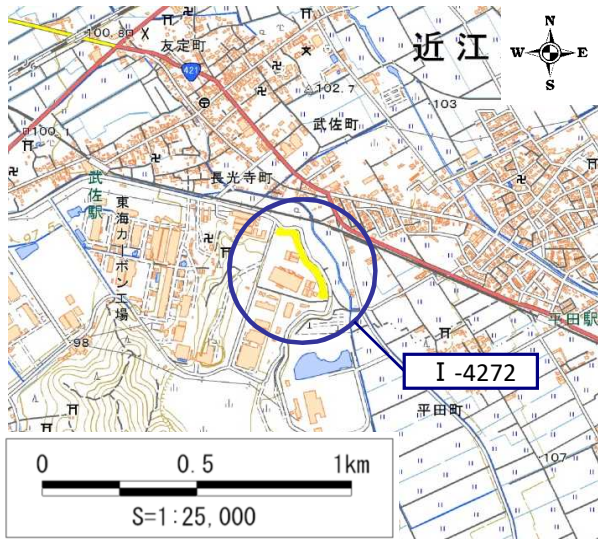 100.8
友定町
近江
N
W E
S
421
102.7
103
武佐町
100.1
長光寺町
武佐駅
東海カーボン工場
平田駅
98
Ⅰ-4272
平田町
107
0 0.5 1km
S=1:25,000